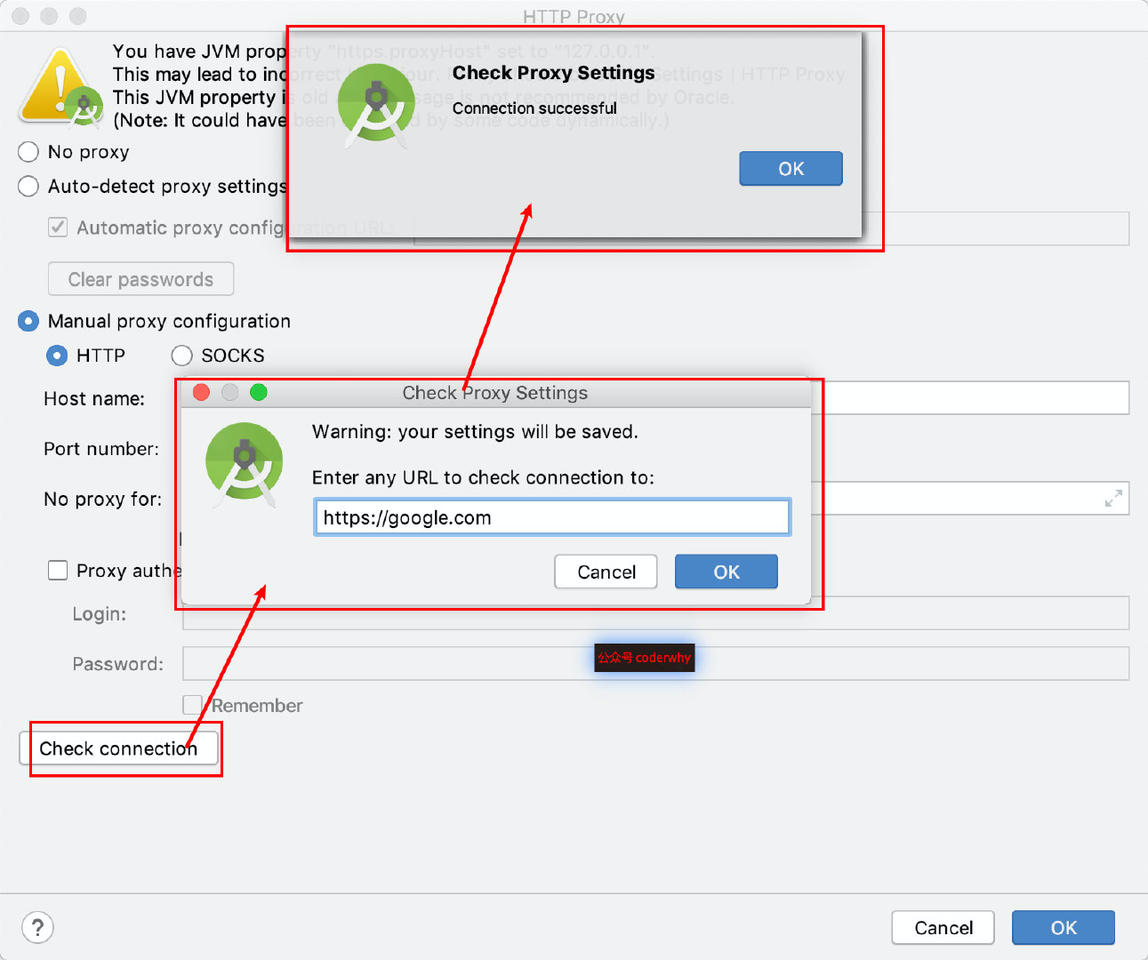 HTTP Proxy
You have JVM property "https.proxyHost" set to "127.0.0.1".
This may lead to incorrect Settings | HTTP Proxy
This JVM property is old usage is not recommended by Oracle.
(Note: It could have been by some code dynamically.)
Check Proxy Settings
Connection successful
OK
No proxy
Auto-detect proxy settings
Automatic proxy configuration URL:
Clear passwords
Manual proxy configuration
HTTP
SOCKS
Host name:
Port number:
No proxy for:
Check Proxy Settings
Warning: your settings will be saved.
Enter any URL to check connection to:
https://google.com
Cancel
OK
Proxy authe
Login:
Password:
公众号 coderwhy
Remember
Check connection
?
Cancel
OK